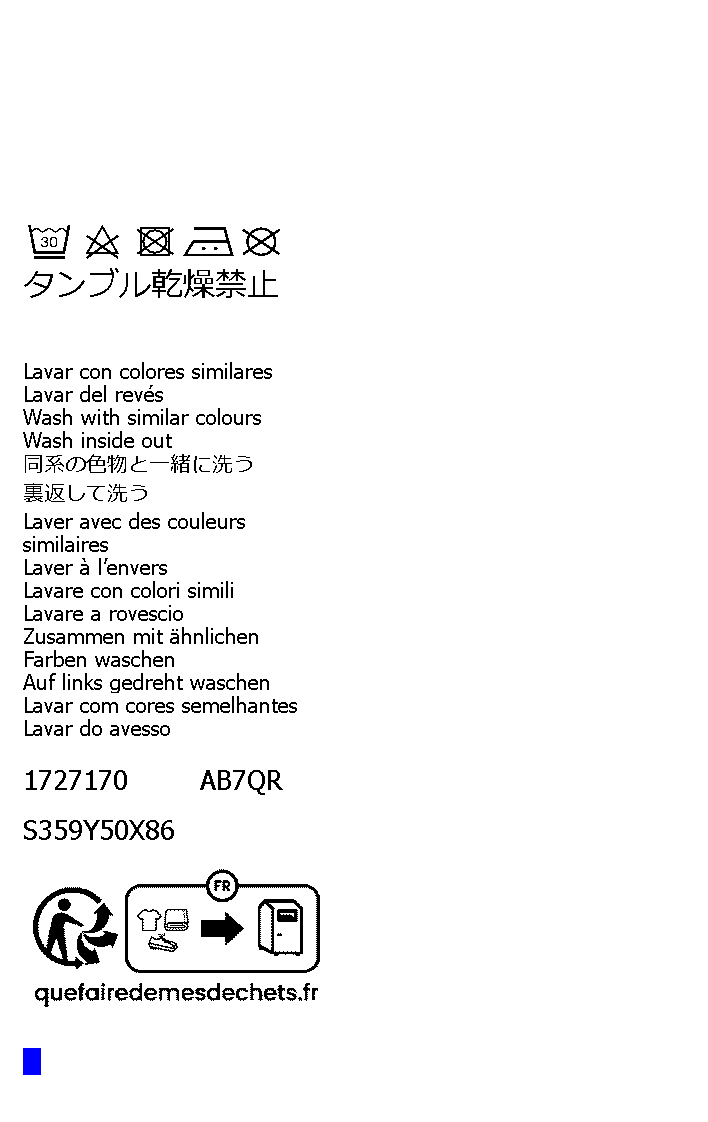 30
タンブル乾燥禁止
Lavar con colores similares
Lavar del revés
Wash with similar colours
Wash inside out
同系の色物と一緒に洗う
裏返して洗う
Laver avec des couleurs
similaires
Laver à l’envers
Lavare con colori simili
Lavare a rovescio
Zusammen mit ähnlichen
Farben waschen
Auf links gedreht waschen
Lavar com cores semelhantes
Lavar do avesso
1727170 AB7QR
S359Y50X86
FR
quefairedemesdechets.fr